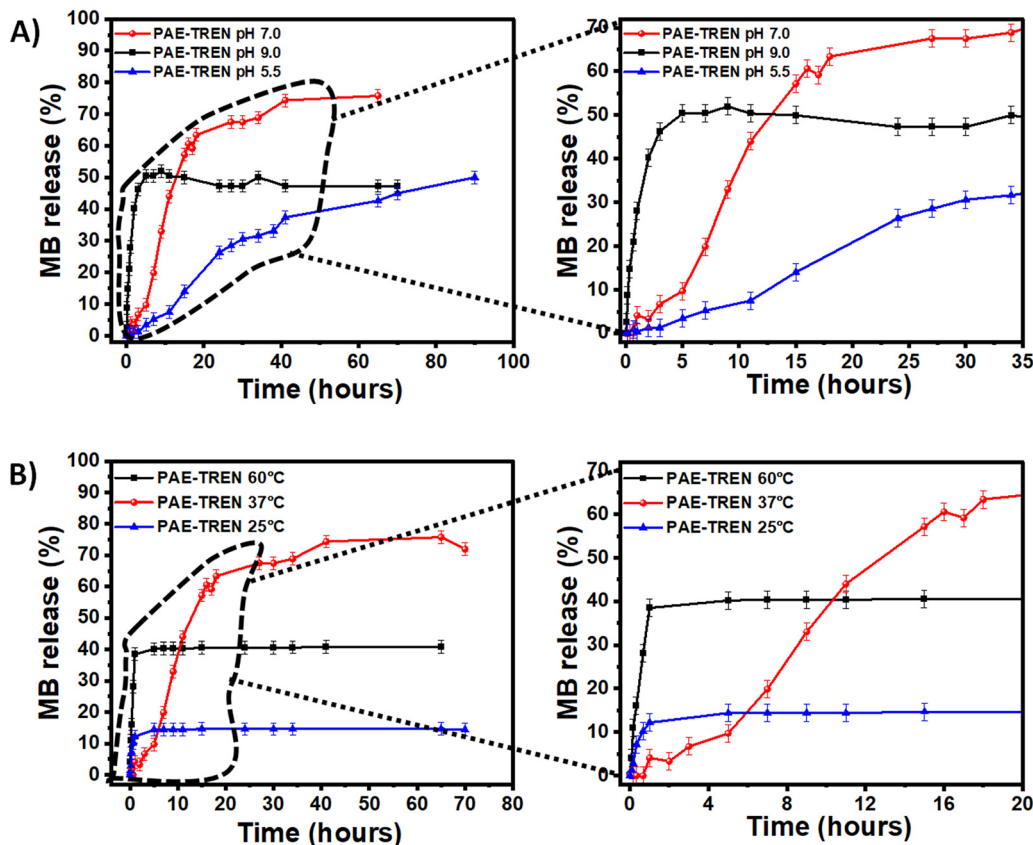 A)
MB release (%)
100
90
80
70
60
50
40
30
20
10
0
PAE-TREN pH 7.0
PAE-TREN pH 9.0
PAE-TREN pH 5.5
0 20 40 60 80 100
Time (hours)
MB release (%)
70
60
50
40
30
20
10
0
PAE-TREN pH 7.0
PAE-TREN pH 9.0
PAE-TREN pH 5.5
0 5 10 15 20 25 30 35
Time (hours)
B)
MB release (%)
100
90
80
70
60
50
40
30
20
10
0
PAE-TREN 60ºC
PAE-TREN 37ºC
PAE-TREN 25ºC
0 10 20 30 40 50 60 70 80
Time (hours)
MB release (%)
70
60
50
40
30
20
10
0
PAE-TREN 60ºC
PAE-TREN 37ºC
PAE-TREN 25ºC
0 4 8 12 16 20
Time (hours)